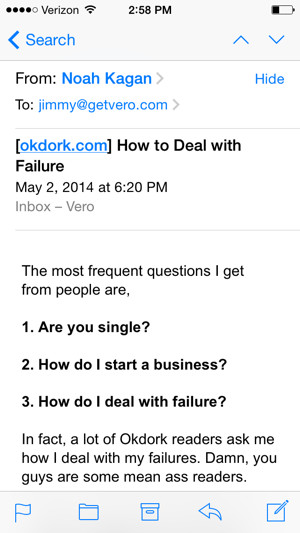 Verizon 2:58 PM
Search
From: Noah Kagan Hide
To: jimmy@getvero.com
[okdork.com] How to Deal with
Failure
May 2, 2014 at 6:20 PM
Inbox – Vero
The most frequent questions I get
from people are,
1. Are you single?
2. How do I start a business?
3. How do I deal with failure?
In fact, a lot of Okdork readers ask me
how I deal with my failures. Damn, you
guys are some mean ass readers.